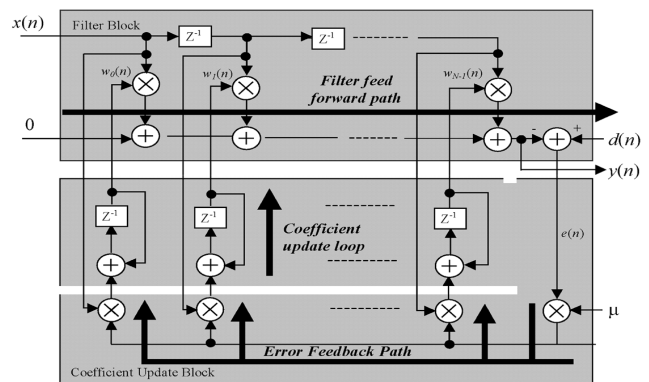 x(n)
Filter Block
Z⁻¹
Z⁻¹
w₀(n)
w₁(n)
wN-1(n)
Filter feed
forward path
0
-
+
d(n)
y(n)
Z⁻¹
Z⁻¹
Z⁻¹
Coefficient
update loop
e(n)
μ
Error Feedback Path
Coefficient Update Block